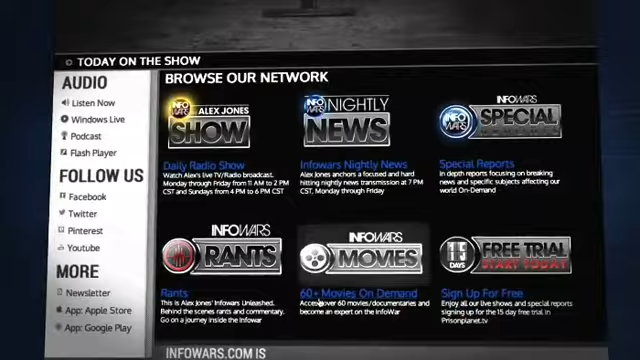 TODAY ON THE SHOW
AUDIO
Listen Now
Windows Live
Podcast
Flash Player
FOLLOW US
Facebook
Twitter
Pinterest
Youtube
MORE
Newsletter
App: Apple Store
App: Google Play
BROWSE OUR NETWORK
INFO
WARS
ALEX JONES
SHOW
Daily Radio Show
Watch Alex's live TV/Radio broadcast.
Monday through Friday from 11 AM to 2 PM
CST and Sundays from 4 PM to 6 PM CST
INFO
WARS
NIGHTLY
NEWS
Infowars Nightly News
Alex Jones anchors a focused and hard
hitting nightly news transmission at 7 PM
CST, Monday through Friday
INFO
WARS
INFOWARS
SPECIAL
Special Reports
In depth reports focusing on breaking
news and specific subjects affecting our
world On-Demand
INFOWARS
RANTS
Rants
This is Alex Jones' Infowars Unleashed.
Behind the scenes rants and commentary.
Go on a journey inside the Infowar
INFOWARS
MOVIES
60+ Movies On Demand
Access over 60 movies/documentaries and
become an expert on the InfoWar
15
DAYS
FREE TRIAL
START TODAY
Sign Up For Free
Enjoy all our live shows and special reports
signing up for the 15 day free trial in
Prisonplanet.tv
INFOWARS.COM IS